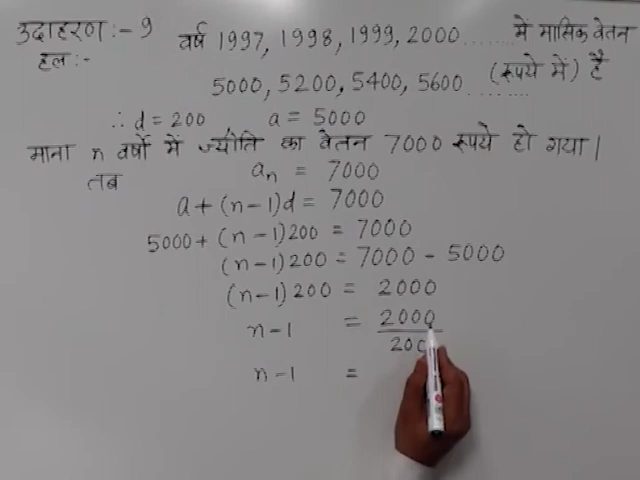 उदाहरण :- 9 वर्ष 1997, 1998, 1999, 2000 ........ में मासिक वेतन
हल :- 5000, 5200, 5400, 5600 ........ (रूपये में) है
∴ d = 200 a = 5000
माना n वर्षो में ज्योति का वेतन 7000 रूपये हो गया।
तब aₙ = 7000
a + (n-1)d = 7000
5000 + (n-1)200 = 7000
(n-1)200 = 7000 - 5000
(n-1)200 = 2000
n-1 = 2000/200
n-1 =